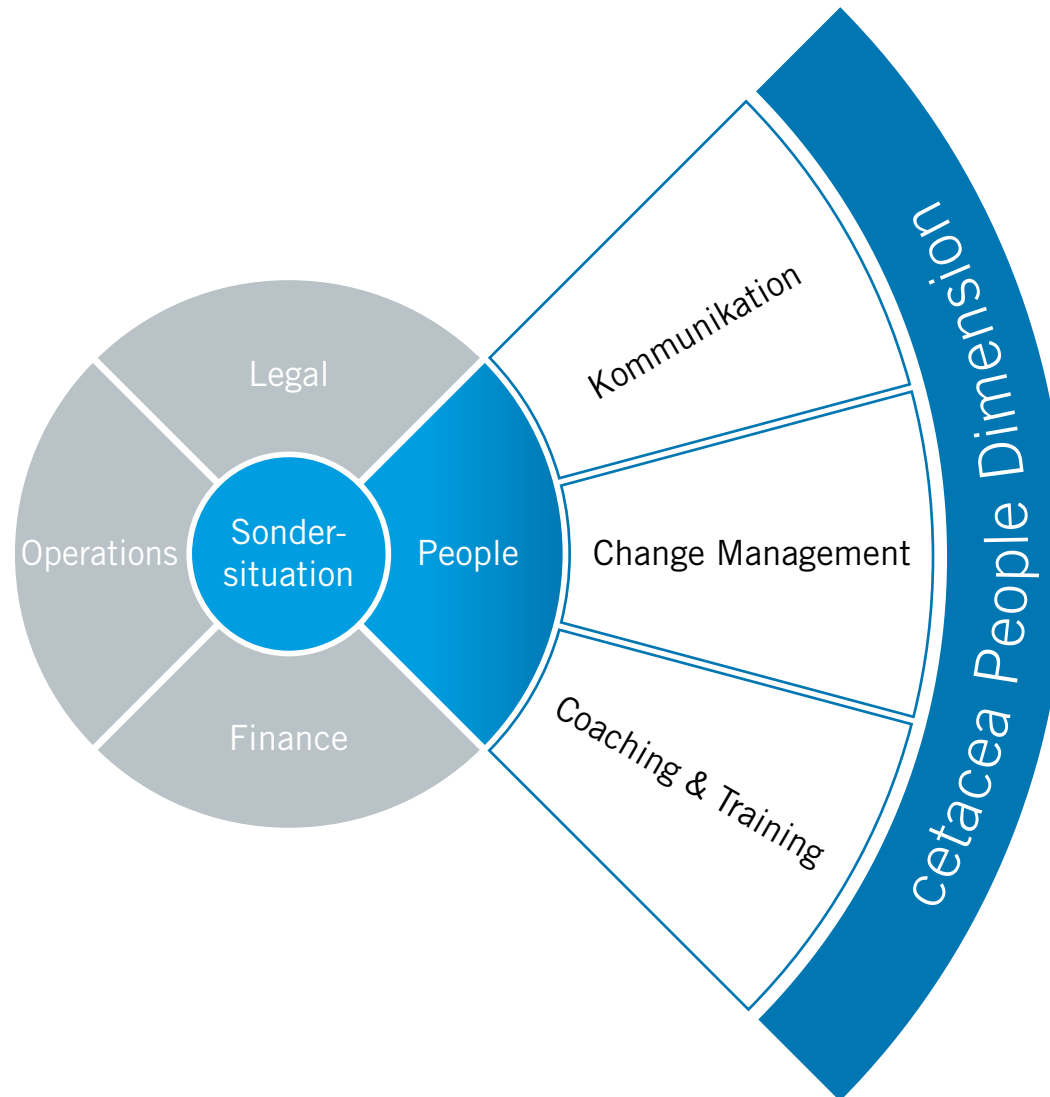 Legal
Operations
Sonder-
situation
People
Finance
Kommunikation
Change Management
Coaching & Training
cetacea People Dimension